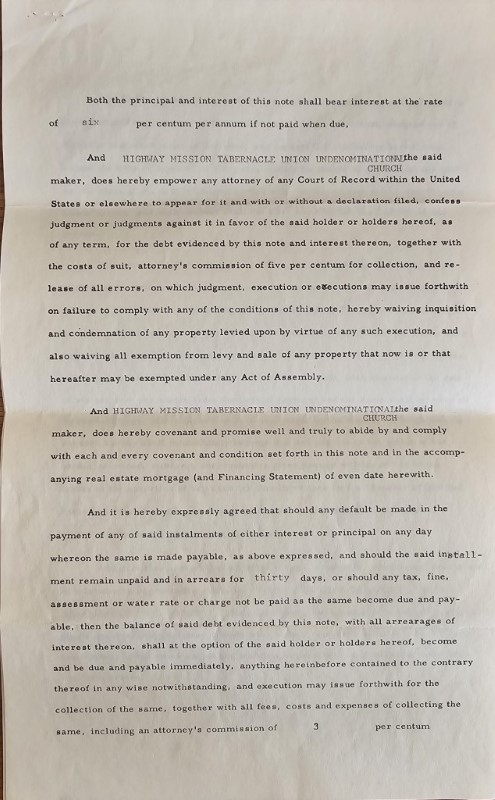 Both the principal and interest of this note shall bear interest at the rate
of six per centum per annum if not paid when due,
And HIGHWAY MISSION TABERNACLE UNION UNDENOMINATIONAL the said
CHURCH
maker, does hereby empower any attorney of any Court of Record within the United
States or elsewhere to appear for it and with or without a declaration filed, confess
judgment or judgments against it in favor of the said holder or holders hereof, as
of any term, for the debt evidenced by this note and interest thereon, together with
the costs of suit, attorney's commission of five per centum for collection, and re-
lease of all errors, on which judgment, execution or executions may issue forthwith
on failure to comply with any of the conditions of this note, hereby waiving inquisition
and condemnation of any property levied upon by virtue of any such execution, and
also waiving all exemption from levy and sale of any property that now is or that
hereafter may be exempted under any Act of Assembly.
And HIGHWAY MISSION TABERNACLE UNION UNDENOMINATIONAL the said
CHURCH
maker, does hereby covenant and promise well and truly to abide by and comply
with each and every covenant and condition set forth in this note and in the accomp-
anying real estate mortgage (and Financing Statement) of even date herewith.
And it is hereby expressly agreed that should any default be made in the
payment of any of said instalments of either interest or principal on any day
whereon the same is made payable, as above expressed, and should the said install-
ment remain unpaid and in arrears for thirty days, or should any tax, fine,
assessment or water rate or charge not be paid as the same become due and pay-
able, then the balance of said debt evidenced by this note, with all arrearages of
interest thereon, shall at the option of the said holder or holders hereof, become
and be due and payable immediately, anything hereinbefore contained to the contrary
thereof in any wise notwithstanding, and execution may issue forthwith for the
collection of the same, together with all fees, costs and expenses of collecting the
same, including an attorney's commission of 3 per centum